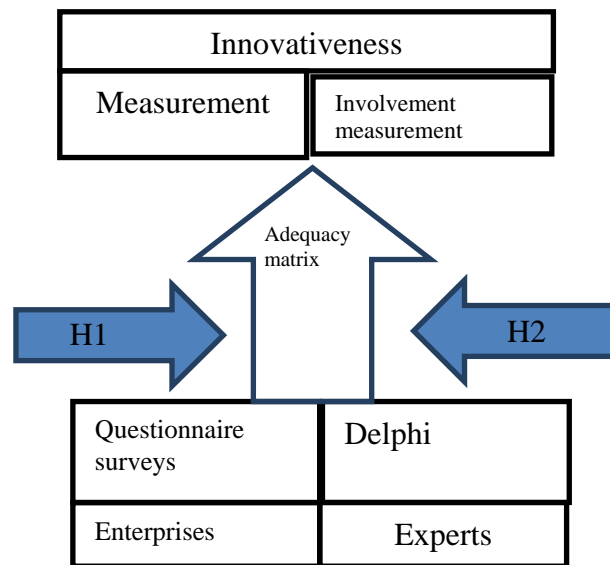 Innovativeness
Measurement
Involvement
measurement
Adequacy
matrix
H1
H2
Questionnaire
surveys
Delphi
Enterprises
Experts